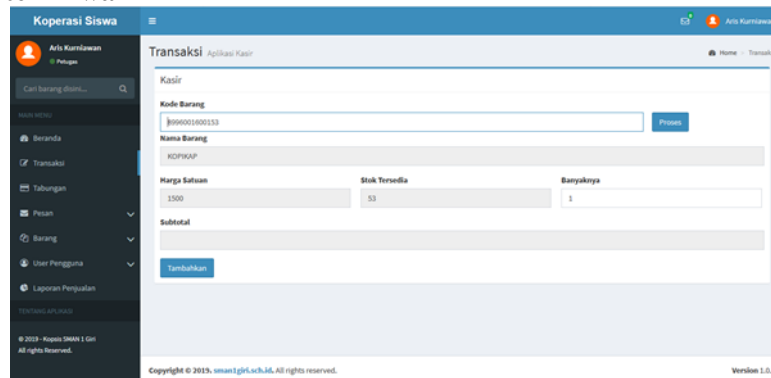 Koperasi Siswa
Aris Kurniawa
Aris Kurniawan
Petugas
Cari barang disini...
MAIN MENU
Beranda
Transaksi
Tabungan
Pesan
Barang
User Pengguna
Laporan Penjualan
TENTANG APLIKASI
© 2019 - Kopsis SMAN 1 Giri
All rights Reserved.
Transaksi Aplikasi Kasir
Home > Transak
Kasir
Kode Barang
8996001600153
Proses
Nama Barang
KOPIKAP
Harga Satuan Stok Tersedia Banyaknya
1500 53 1
Subtotal
Tambahkan
Copyright © 2019. sman1giri.sch.id. All rights reserved. Version 1.0.